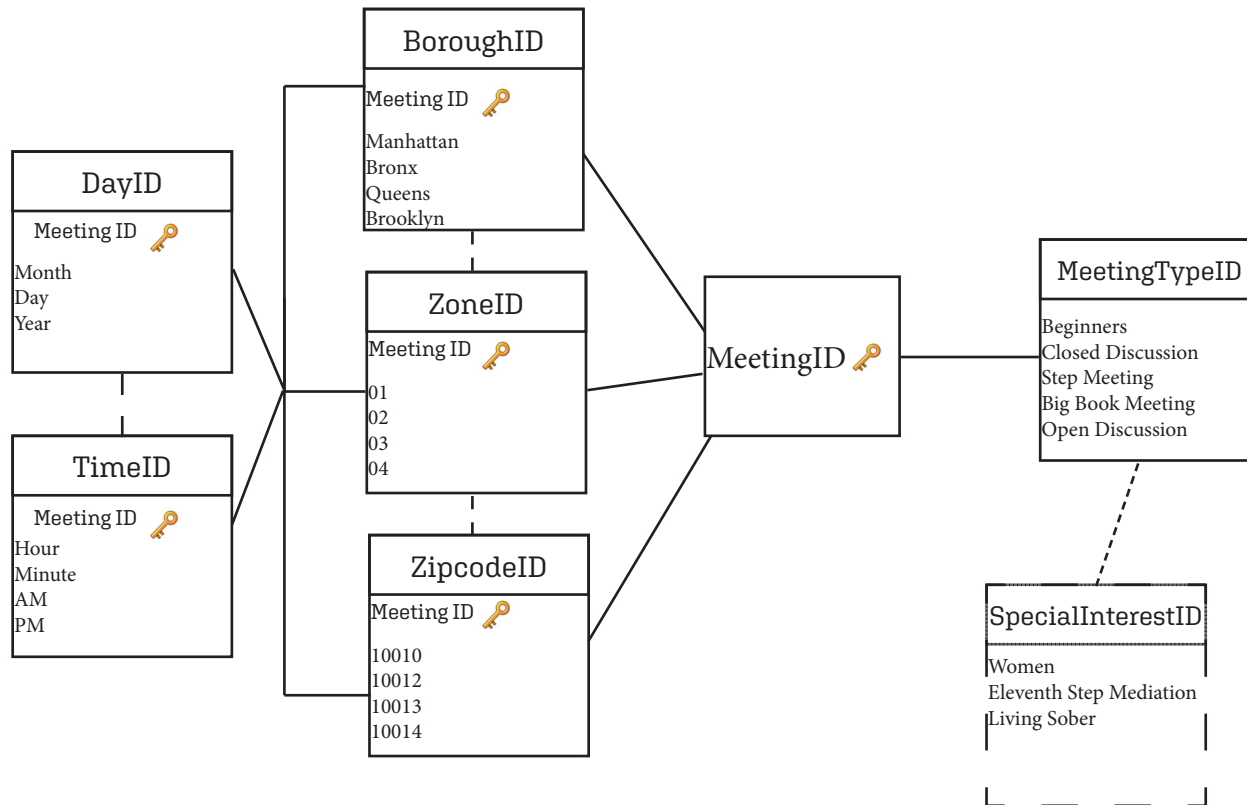 DayID
Meeting ID
Month
Day
Year
TimeID
Meeting ID
Hour
Minute
AM
PM
BoroughID
Meeting ID
Manhattan
Bronx
Queens
Brooklyn
ZoneID
Meeting ID
01
02
03
04
ZipcodeID
Meeting ID
10010
10012
10013
10014
MeetingID
MeetingTypeID
Beginners
Closed Discussion
Step Meeting
Big Book Meeting
Open Discussion
SpecialInterestID
Women
Eleventh Step Mediation
Living Sober